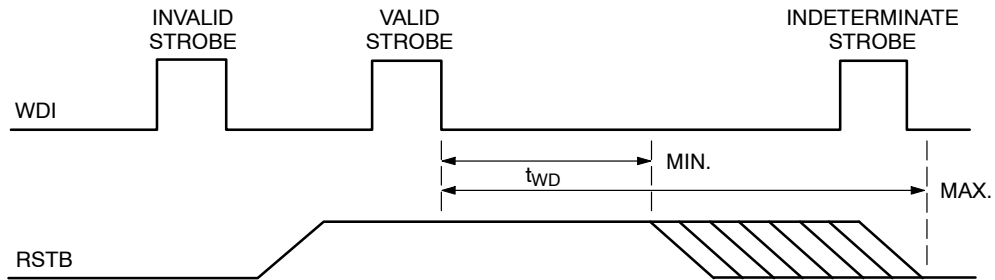 INVALID
STROBE
VALID
STROBE
INDETERMINATE
STROBE
WDI
MIN.
tWD
MAX.
RSTB